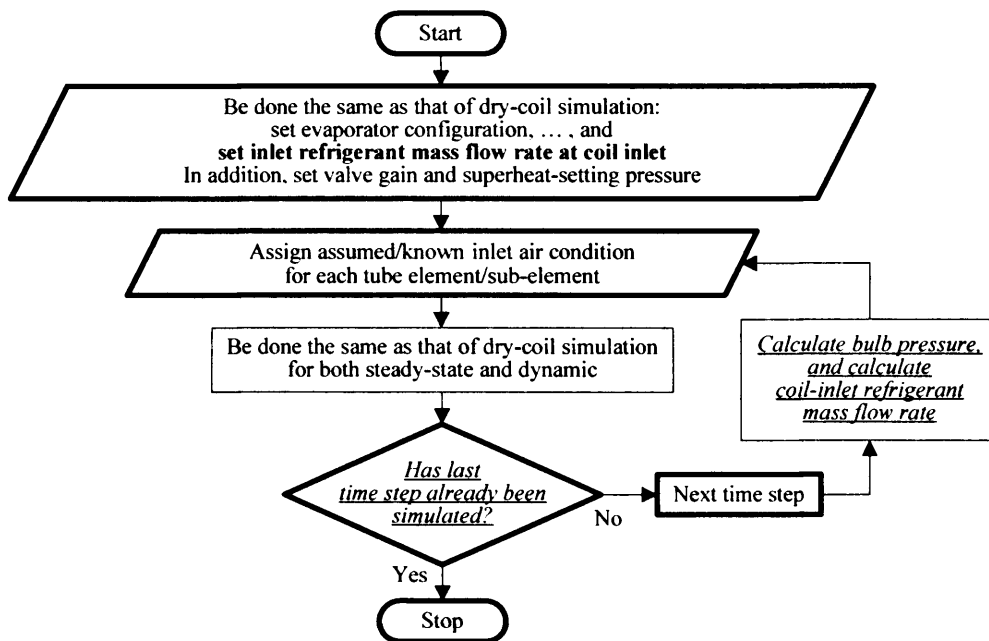 Start
Be done the same as that of dry-coil simulation:
set evaporator configuration, ... , and
set inlet refrigerant mass flow rate at coil inlet
In addition, set valve gain and superheat-setting pressure
Assign assumed/known inlet air condition
for each tube element/sub-element
Be done the same as that of dry-coil simulation
for both steady-state and dynamic
Calculate bulb pressure,
and calculate
coil-inlet refrigerant
mass flow rate
Has last
time step already been
simulated?
No
Next time step
Yes
Stop